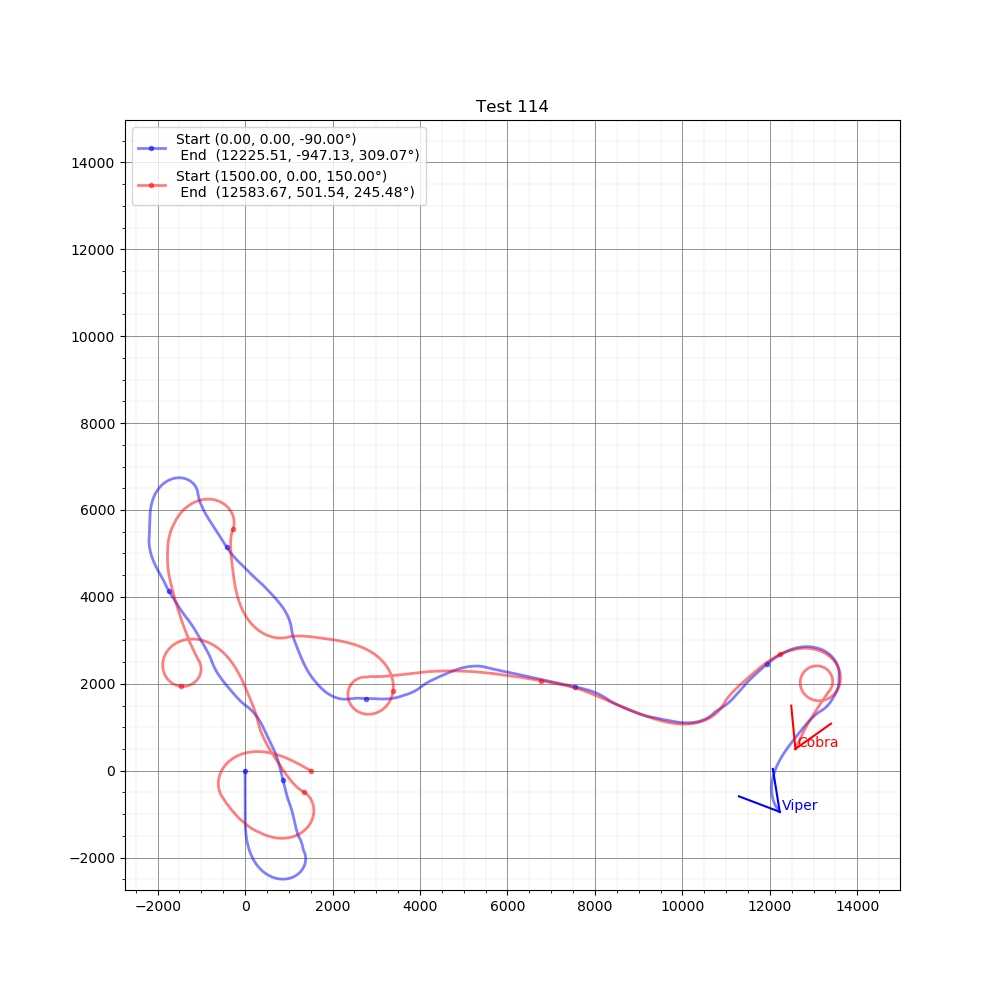 Test 114
Start (0.00, 0.00, -90.00°)
End  (12225.51, -947.13, 309.07°)
Start (1500.00, 0.00, 150.00°)
End  (12583.67, 501.54, 245.48°)
14000
12000
10000
8000
6000
4000
2000
0
−2000
Cobra
Viper
−2000 0 2000 4000 6000 8000 10000 12000 14000